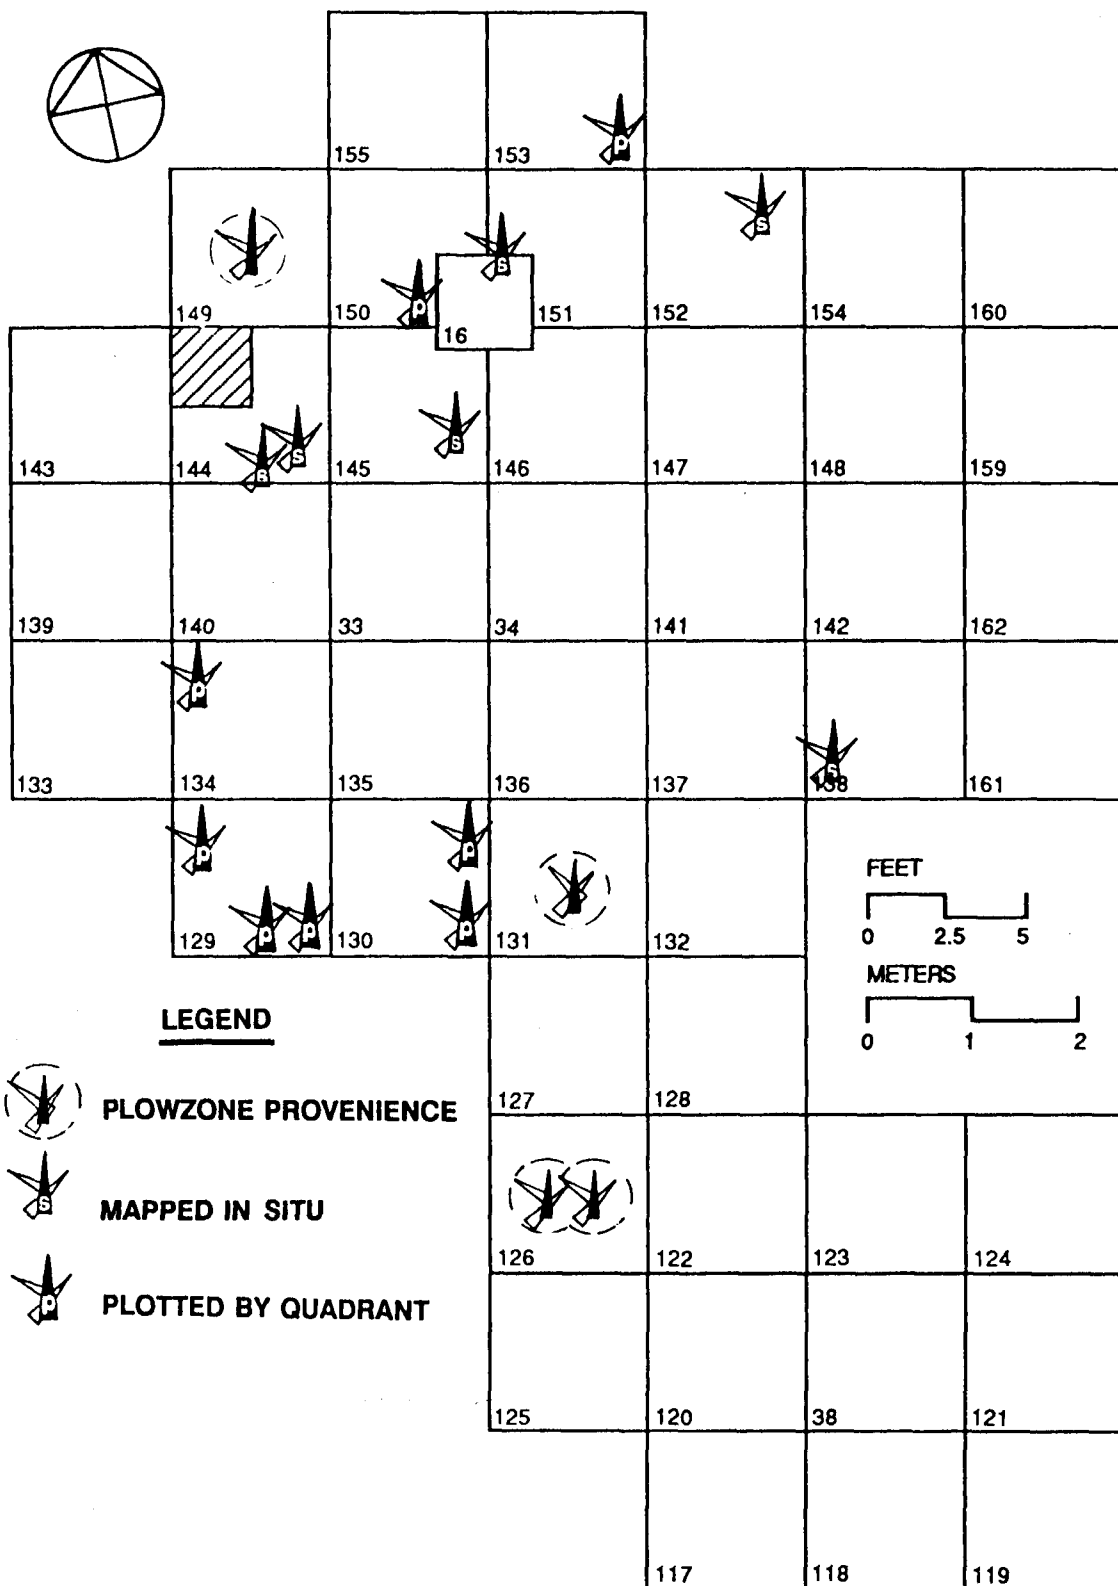 p
155 153
s
s
p
149 150 16 151 152 154 160
s
s
s
143 144 145 146 147 148 159
139 140 33 34 141 142 162
p
s
133 134 135 136 137 138 161
p p
FEET
0 2.5 5
p p p
129 130 131 132
METERS
0 1 2
LEGEND
PLOWZONE PROVENIENCE
127 128
s MAPPED IN SITU
126 122 123 124
p PLOTTED BY QUADRANT
125 120 38 121
117 118 119